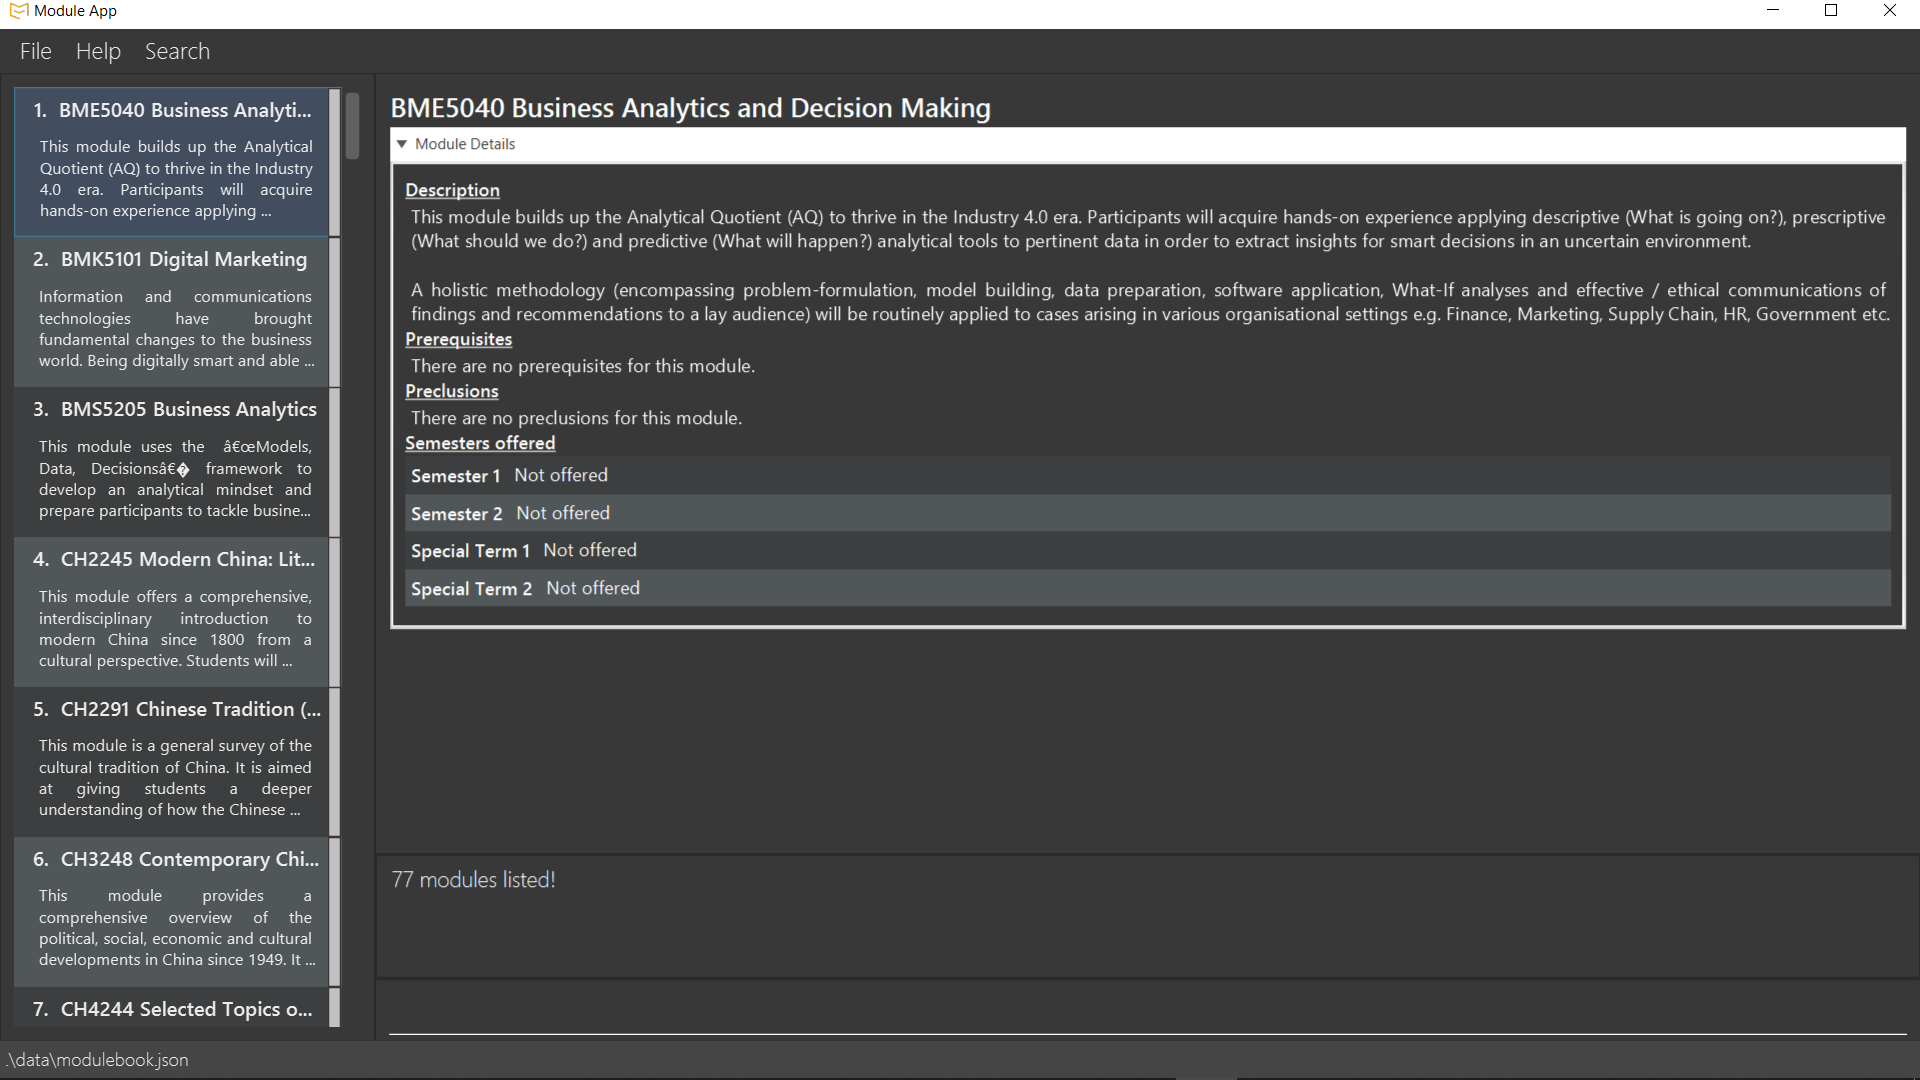 Module App
File Help Search
1. BME5040 Business Analyti...
This module builds up the Analytical
Quotient (AQ) to thrive in the Industry
4.0 era. Participants will acquire
hands-on experience applying ...
2. BMK5101 Digital Marketing
Information and communications
technologies have brought
fundamental changes to the business
world. Being digitally smart and able ...
3. BMS5205 Business Analytics
This module uses the â€œModels,
Data, Decisionsâ€� framework to
develop an analytical mindset and
prepare participants to tackle busine...
4. CH2245 Modern China: Lit...
This module offers a comprehensive,
interdisciplinary introduction to
modern China since 1800 from a
cultural perspective. Students will ...
5. CH2291 Chinese Tradition (...
This module is a general survey of the
cultural tradition of China. It is aimed
at giving students a deeper
understanding of how the Chinese ...
6. CH3248 Contemporary Chi...
This module provides a
comprehensive overview of the
political, social, economic and cultural
developments in China since 1949. It ...
7. CH4244 Selected Topics o...
BME5040 Business Analytics and Decision Making
Module Details
Description
This module builds up the Analytical Quotient (AQ) to thrive in the Industry 4.0 era. Participants will acquire hands-on experience applying descriptive (What is going on?), prescriptive
(What should we do?) and predictive (What will happen?) analytical tools to pertinent data in order to extract insights for smart decisions in an uncertain environment.
A holistic methodology (encompassing problem-formulation, model building, data preparation, software application, What-If analyses and effective / ethical communications of
findings and recommendations to a lay audience) will be routinely applied to cases arising in various organisational settings e.g. Finance, Marketing, Supply Chain, HR, Government etc.
Prerequisites
There are no prerequisites for this module.
Preclusions
There are no preclusions for this module.
Semesters offered
Semester 1 Not offered
Semester 2 Not offered
Special Term 1 Not offered
Special Term 2 Not offered
77 modules listed!
.\data\modulebook.json